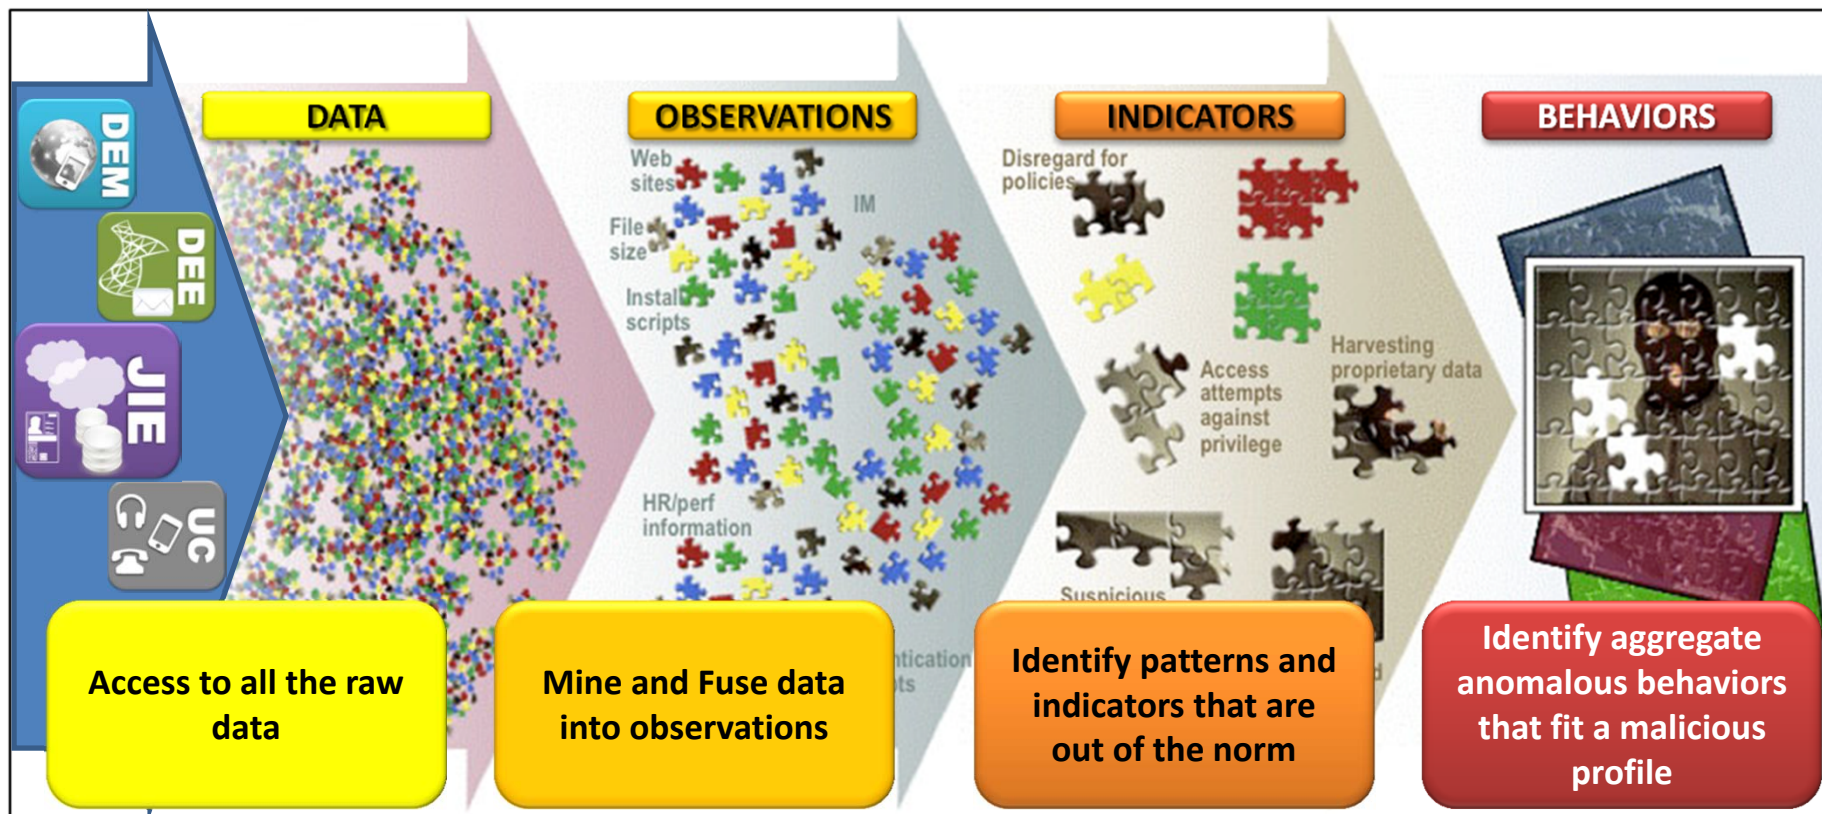 DEM
DEE
JIE
UC
DATA
Access to all the raw
data
OBSERVATIONS
Web
sites
IM
File
size
Install
scripts
HR/perf
information
Mine and Fuse data
into observations
INDICATORS
Disregard for
policies
Access
attempts
against
privilege
Harvesting
proprietary data
Suspicious
Identify patterns and
indicators that are
out of the norm
BEHAVIORS
Identify aggregate
anomalous behaviors
that fit a malicious
profile